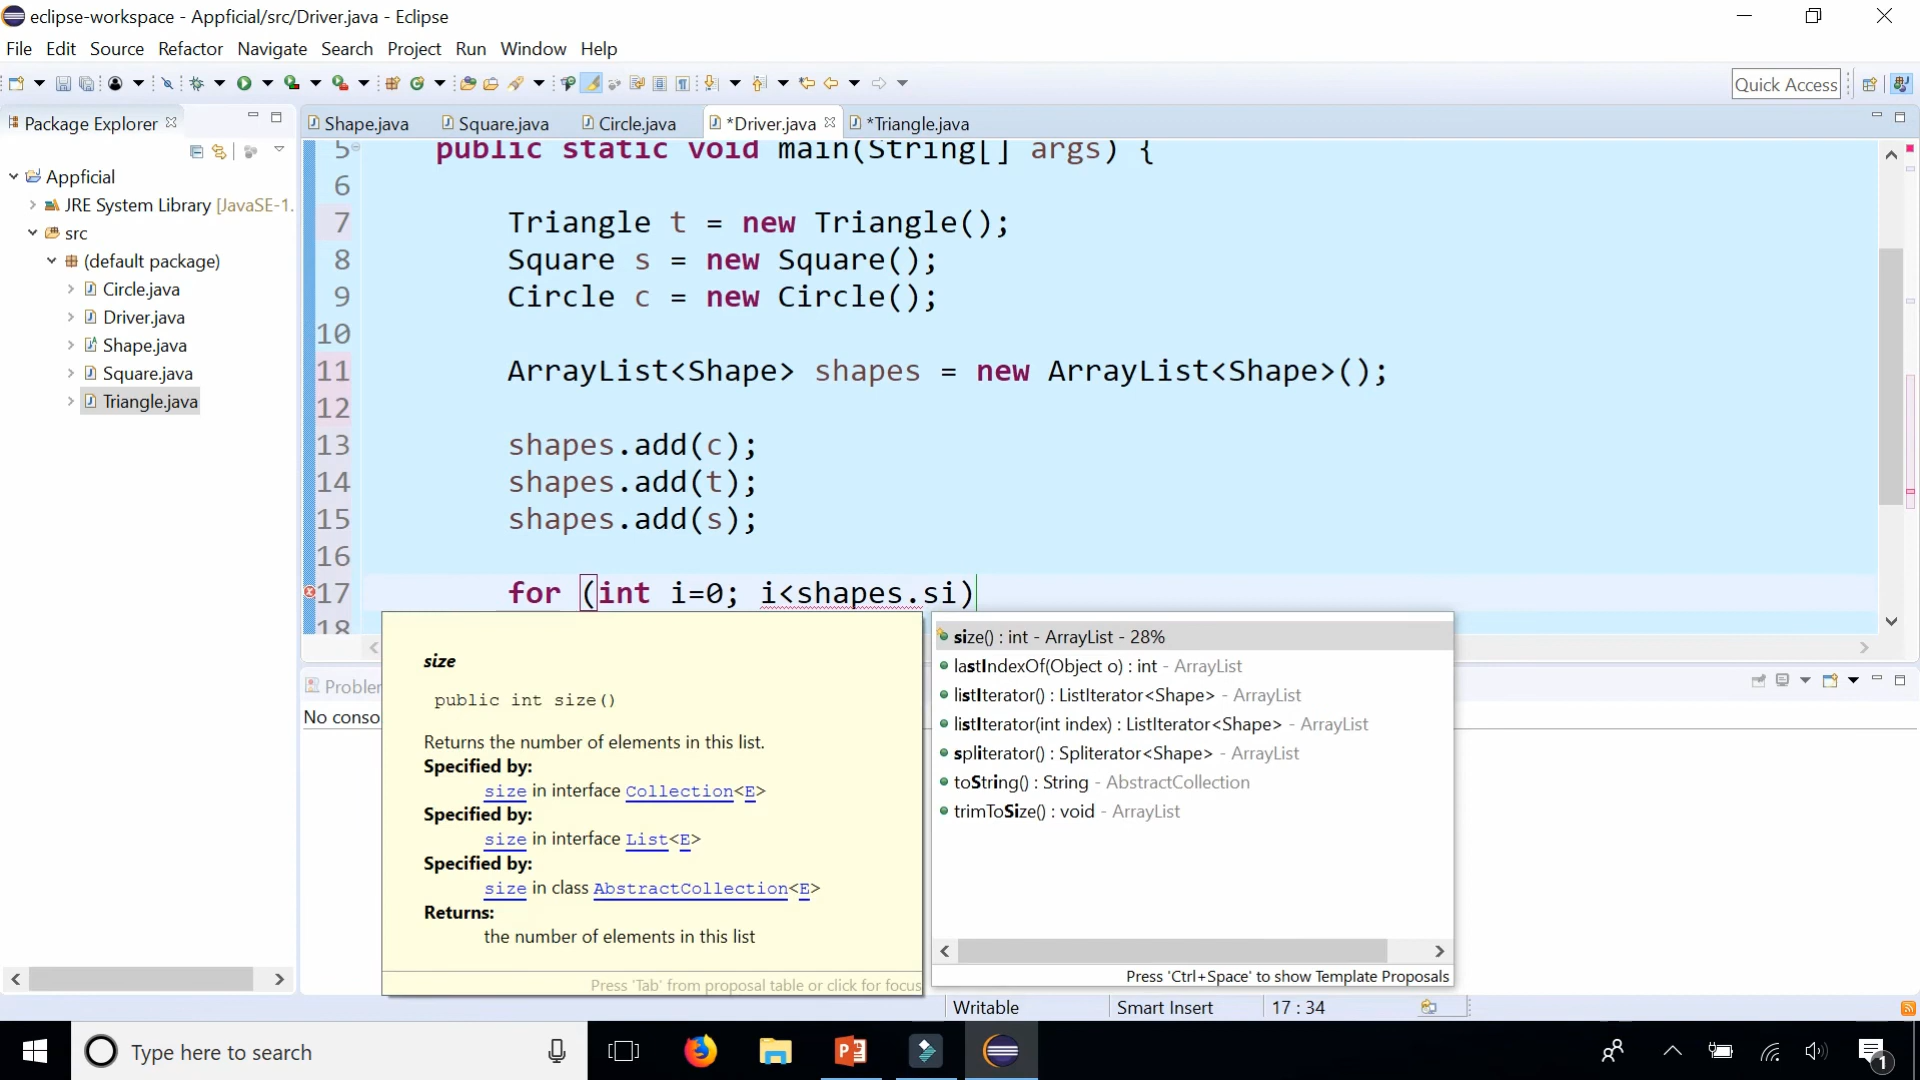 eclipse-workspace - Appficial/src/Driver.java - Eclipse
File Edit Source Refactor Navigate Search Project Run Window Help
Quick Access
Package Explorer
Shape.java Square.java Circle.java *Driver.java *Triangle.java
Appficial
JRE System Library [JavaSE-1.
src
(default package)
Circle.java
Driver.java
Shape.java
Square.java
Triangle.java
5 public static void main(String[] args) {
6
7 Triangle t = new Triangle();
8 Square s = new Square();
9 Circle c = new Circle();
10
11 ArrayList<Shape> shapes = new ArrayList<Shape>();
12
13 shapes.add(c);
14 shapes.add(t);
15 shapes.add(s);
16
17 for (int i=0; i<shapes.si)
18
Problem
No conso
size
public int size()
Returns the number of elements in this list.
Specified by:
size in interface Collection<E>
Specified by:
size in interface List<E>
Specified by:
size in class AbstractCollection<E>
Returns:
the number of elements in this list
Press 'Tab' from proposal table or click for focus
size() : int - ArrayList - 28%
lastIndexOf(Object o) : int - ArrayList
listIterator() : ListIterator<Shape> - ArrayList
listIterator(int index) : ListIterator<Shape> - ArrayList
spliterator() : Spliterator<Shape> - ArrayList
toString() : String - AbstractCollection
trimToSize() : void - ArrayList
Press 'Ctrl+Space' to show Template Proposals
Writable Smart Insert 17 : 34
Type here to search
1